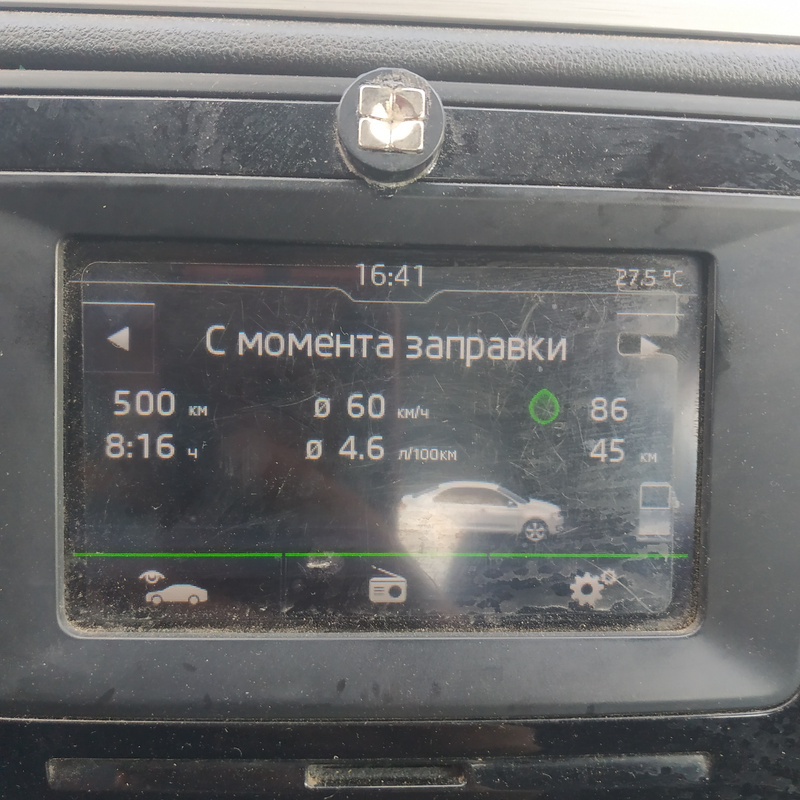 16:41 27.5 °C
С момента заправки
500 км ø 60 км/ч 86
8:16 ч ø 4.6 л/100км 45 км